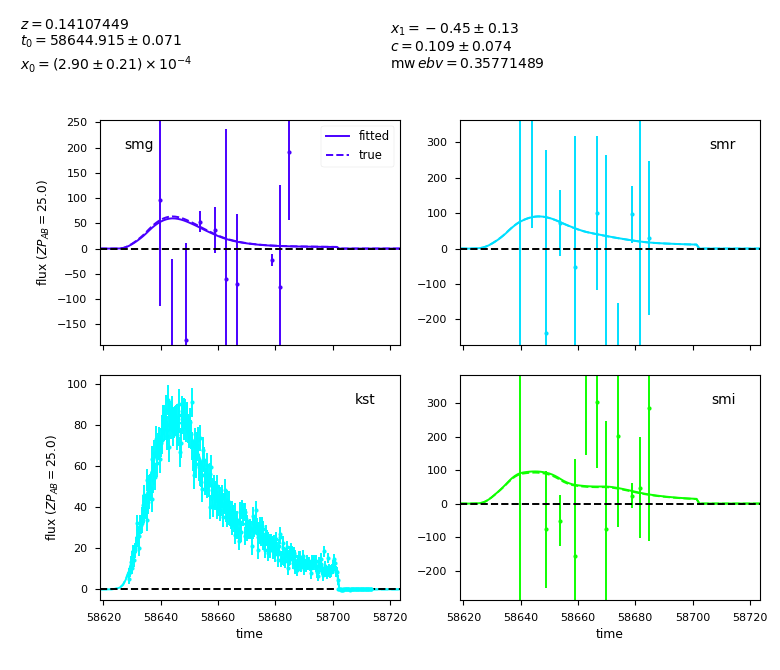 z = 0.14107449
t0 = 58644.915 ± 0.071
x0 = (2.90 ± 0.21) × 10^−4
x1 = −0.45 ± 0.13
c = 0.109 ± 0.074
mw ebv = 0.35771489
250
200
150
100
50
0
−50
−100
−150
flux (ZP_AB = 25.0)
smg
fitted
true
300
200
100
0
−100
−200
smr
100
80
60
40
20
0
flux (ZP_AB = 25.0)
kst
58620 58640 58660 58680 58700 58720
time
300
200
100
0
−100
−200
smi
58620 58640 58660 58680 58700 58720
time